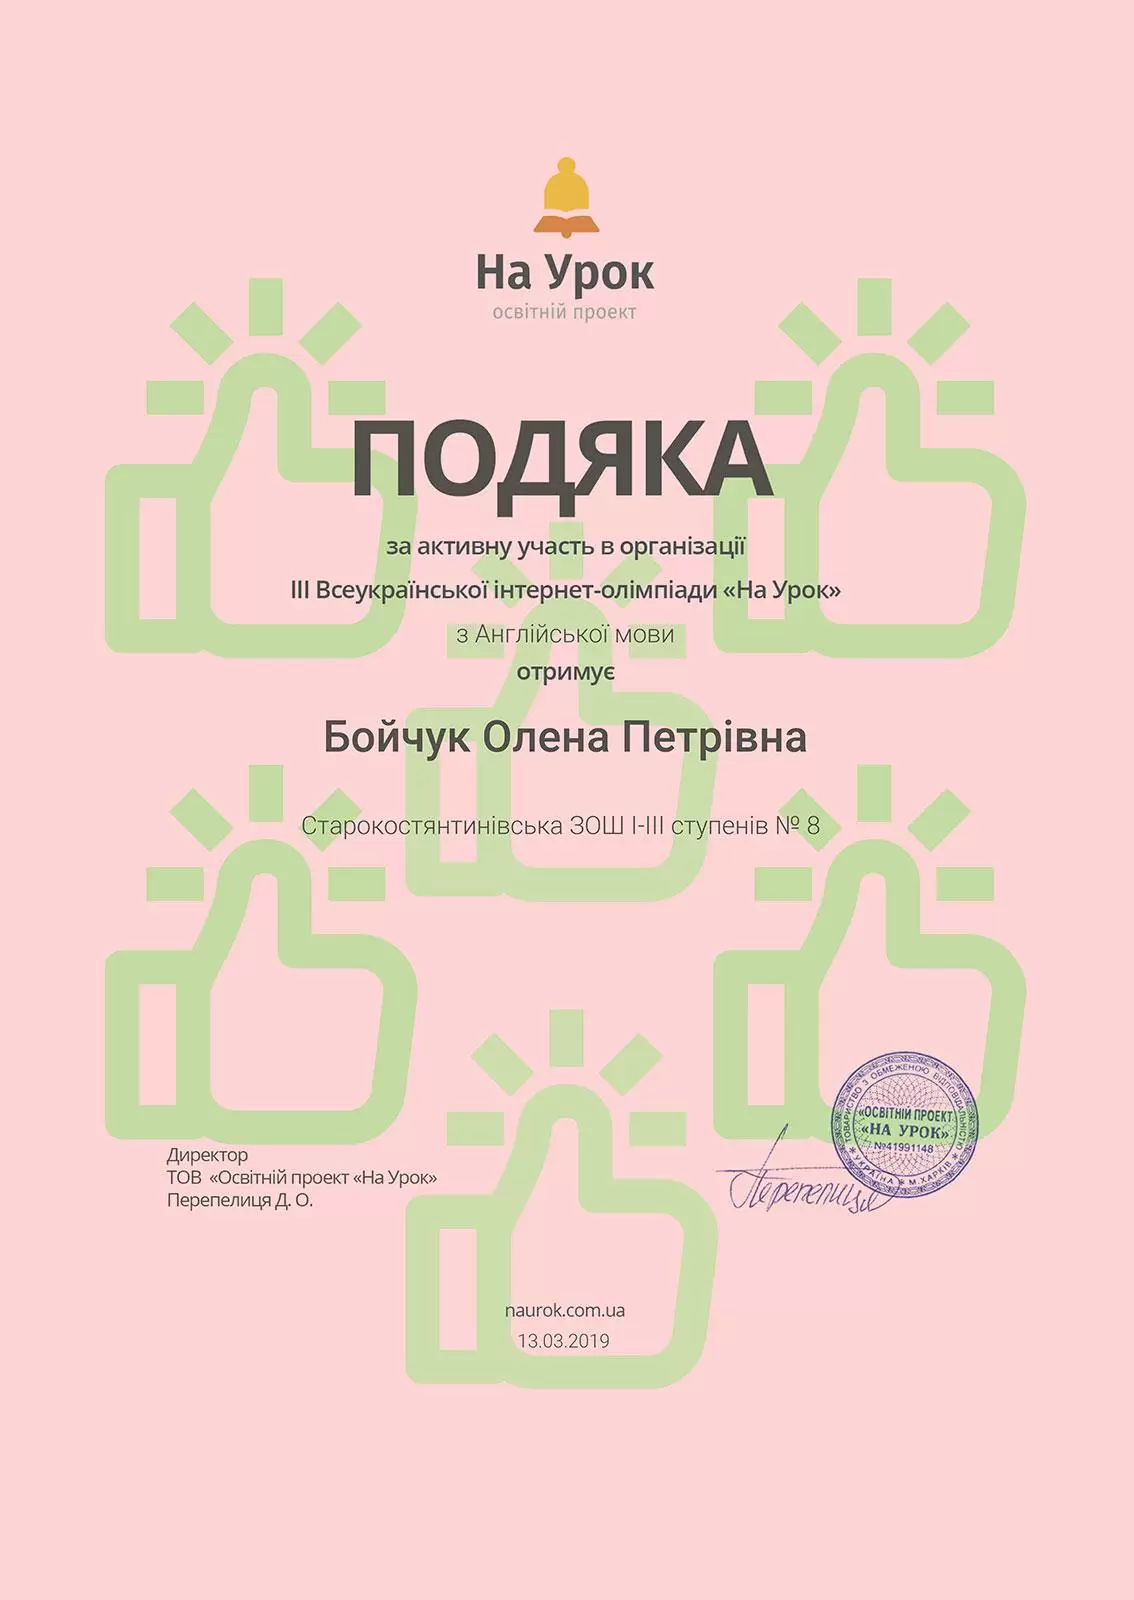 На Урок
освітній проект
ПОДЯКА
за активну участь в організації
III Всеукраїнської інтернет-олімпіади «На Урок»
з Англійської мови
отримує
Бойчук Олена Петрівна
Старокостянтинівська ЗОШ І-ІІІ ступенів № 8
Директор
ТОВ «Освітній проект «На Урок»
Перепелиця Д. О.
Перепелиця
ТОВАРИСТВО З ОБМЕЖЕНОЮ ВІДПОВІДАЛЬНІСТЮ
«ОСВІТНІЙ ПРОЕКТ
«НА УРОК»
№41991148
* УКРАЇНА * М.ХАРКІВ *
naurok.com.ua
13.03.2019